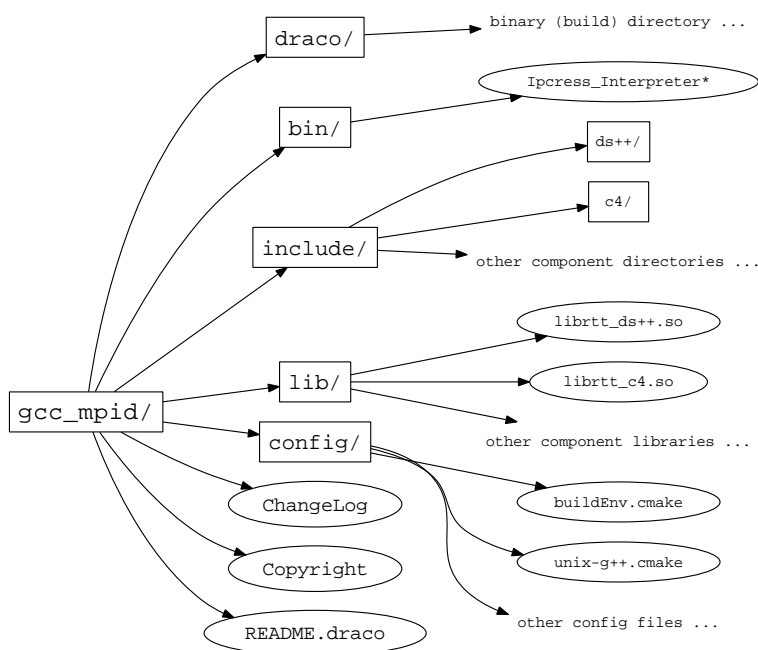 draco/
binary (build) directory ...
Ipcress_Interpreter*
bin/
ds++/
c4/
include/
other component directories ...
librtt_ds++.so
lib/
librtt_c4.so
gcc_mpid/
other component libraries ...
config/
buildEnv.cmake
ChangeLog
unix-g++.cmake
Copyright
other config files ...
README.draco